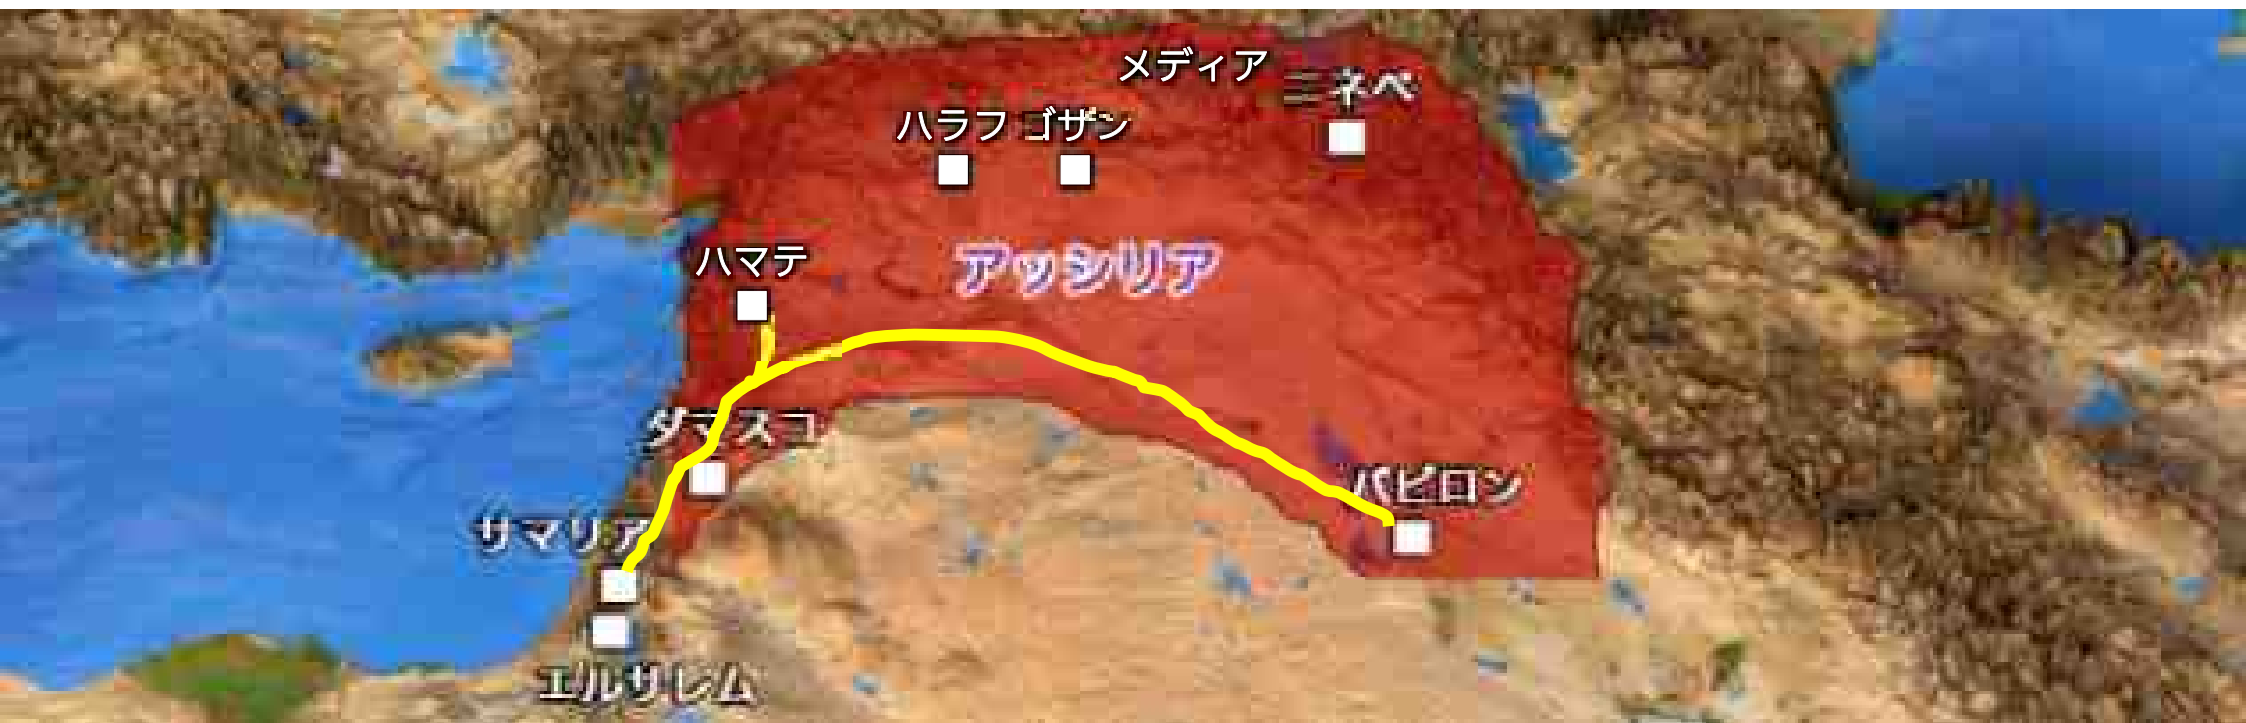 メディア
ニネベ
ハラフ ゴザン
ハマテ
アッシリア
ダマスコ
バビロン
サマリア
エルサレム